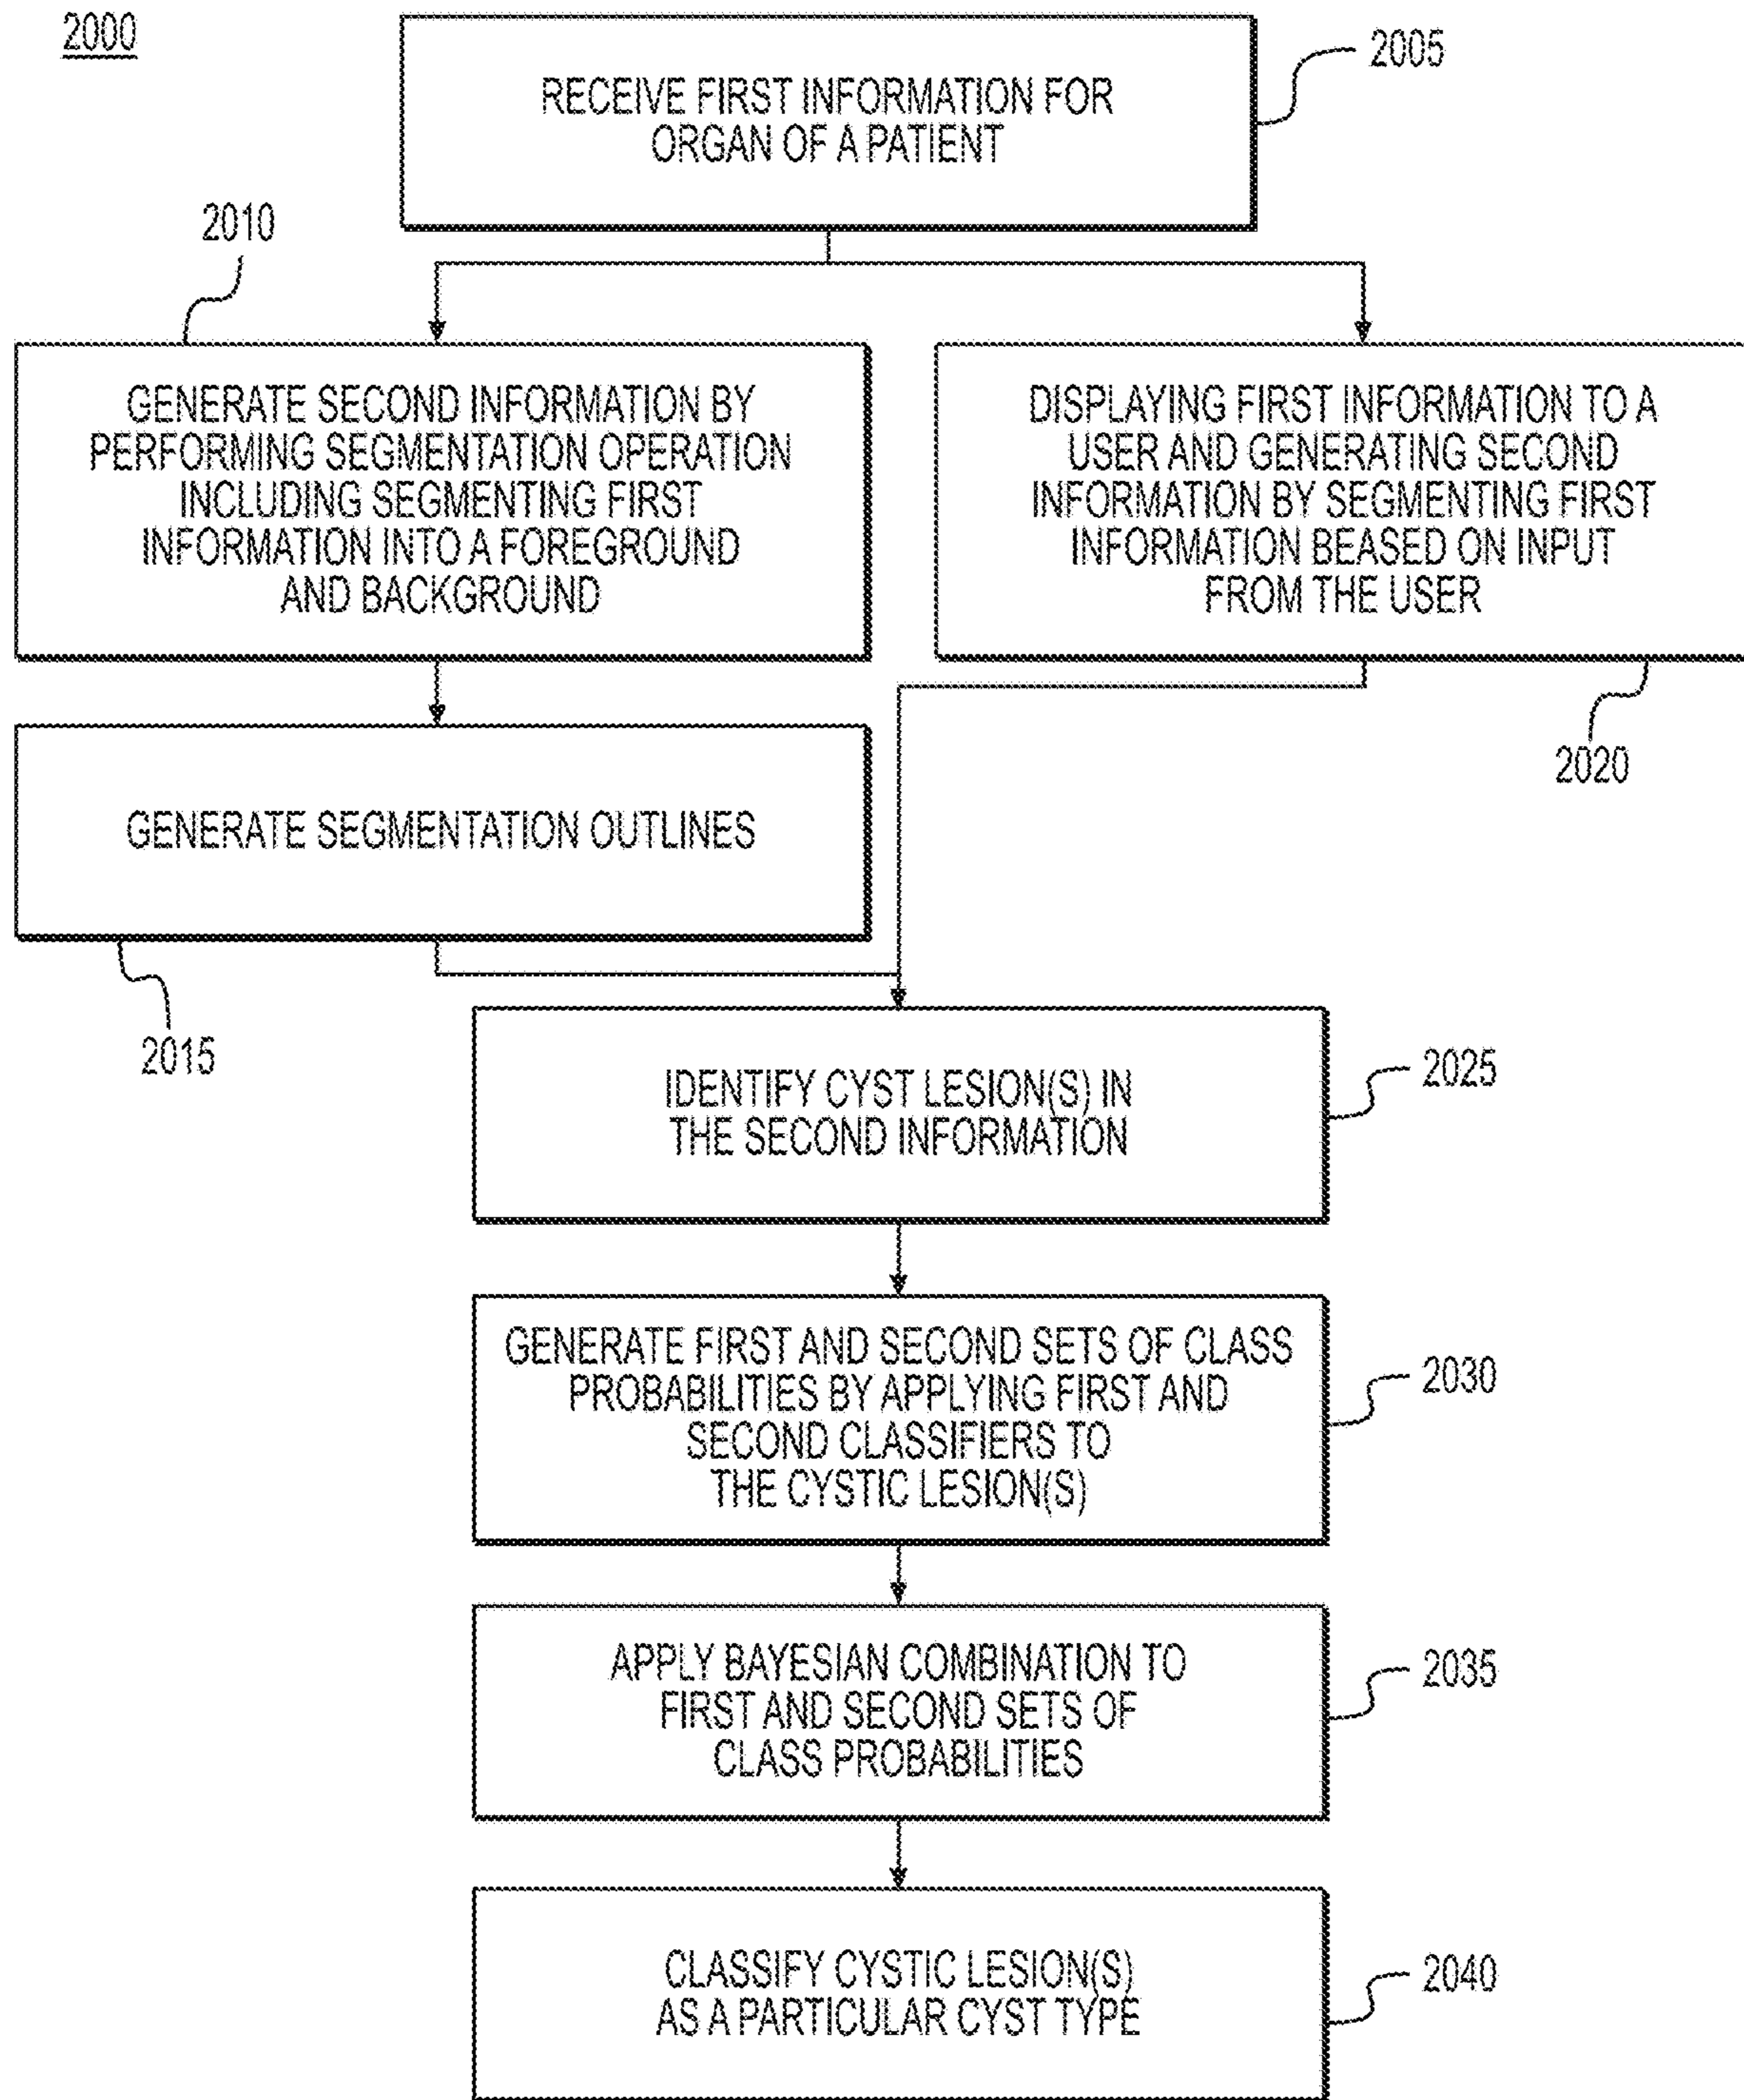 2000
RECEIVE FIRST INFORMATION FOR
ORGAN OF A PATIENT
2005
2010
GENERATE SECOND INFORMATION BY
PERFORMING SEGMENTATION OPERATION
INCLUDING SEGMENTING FIRST
INFORMATION INTO A FOREGROUND
AND BACKGROUND
DISPLAYING FIRST INFORMATION TO A
USER AND GENERATING SECOND
INFORMATION BY SEGMENTING FIRST
INFORMATION BEASED ON INPUT
FROM THE USER
2020
GENERATE SEGMENTATION OUTLINES
2015
IDENTIFY CYST LESION(S) IN
THE SECOND INFORMATION
2025
GENERATE FIRST AND SECOND SETS OF CLASS
PROBABILITIES BY APPLYING FIRST AND
SECOND CLASSIFIERS TO
THE CYSTIC LESION(S)
2030
APPLY BAYESIAN COMBINATION TO
FIRST AND SECOND SETS OF
CLASS PROBABILITIES
2035
CLASSIFY CYSTIC LESION(S)
AS A PARTICULAR CYST TYPE
2040